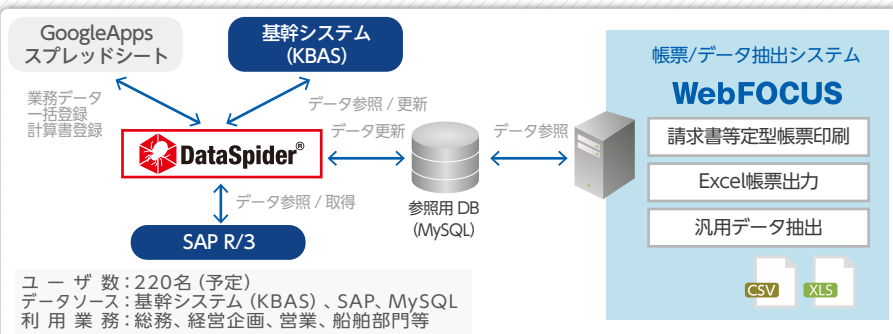 GoogleApps
スプレッドシート
基幹システム
(KBAS)
業務データ
一括登録
計算書登録
データ参照 / 更新
DataSpider®
データ更新
データ参照
データ参照 / 取得
参照用 DB
(MySQL)
SAP R/3
帳票/データ抽出システム
WebFOCUS
請求書等定型帳票印刷
Excel帳票出力
汎用データ抽出
CSV
XLS
ユーザ数：220名 (予定)
データソース：基幹システム (KBAS) 、SAP、MySQL
利用業務：総務、経営企画、営業、船舶部門等